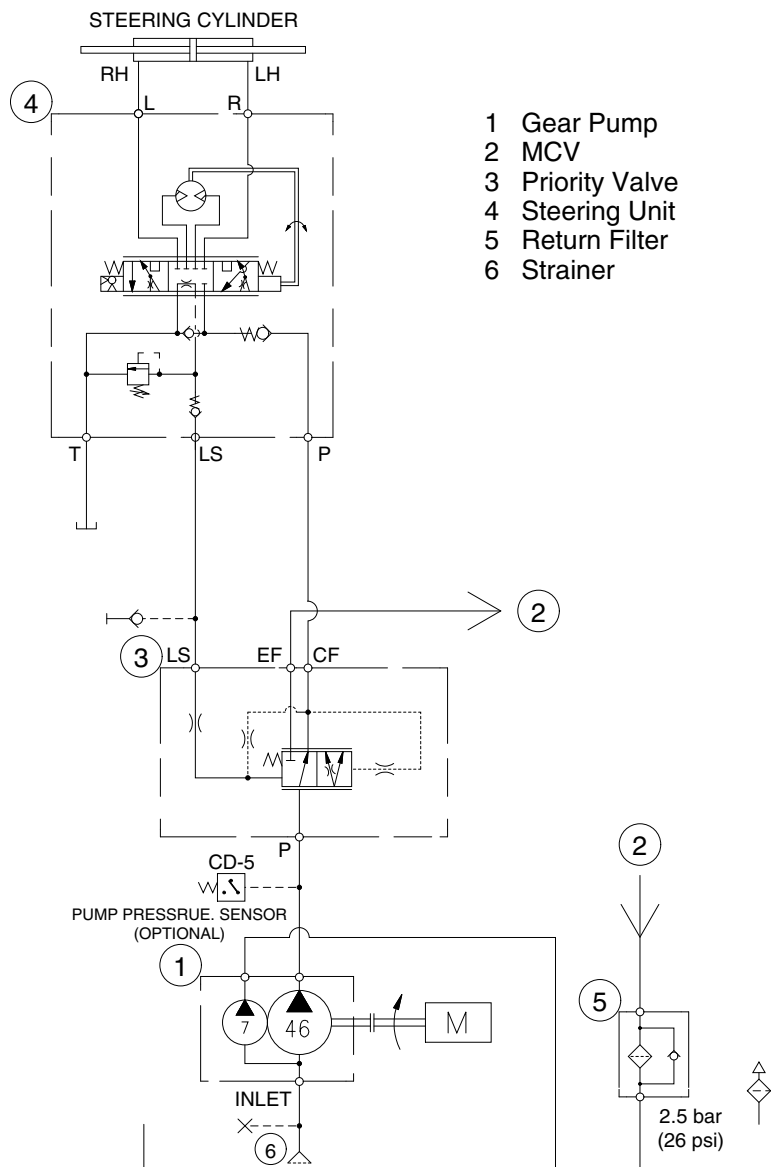 STEERING CYLINDER
RH
LH
4
L
R
1 Gear Pump
2 MCV
3 Priority Valve
4 Steering Unit
5 Return Filter
6 Strainer
T
LS
P
2
3
LS
EF
CF
P
CD-5
PUMP PRESSRUE. SENSOR
(OPTIONAL)
2
1
7
46
M
5
INLET
2.5 bar
(26 psi)
6